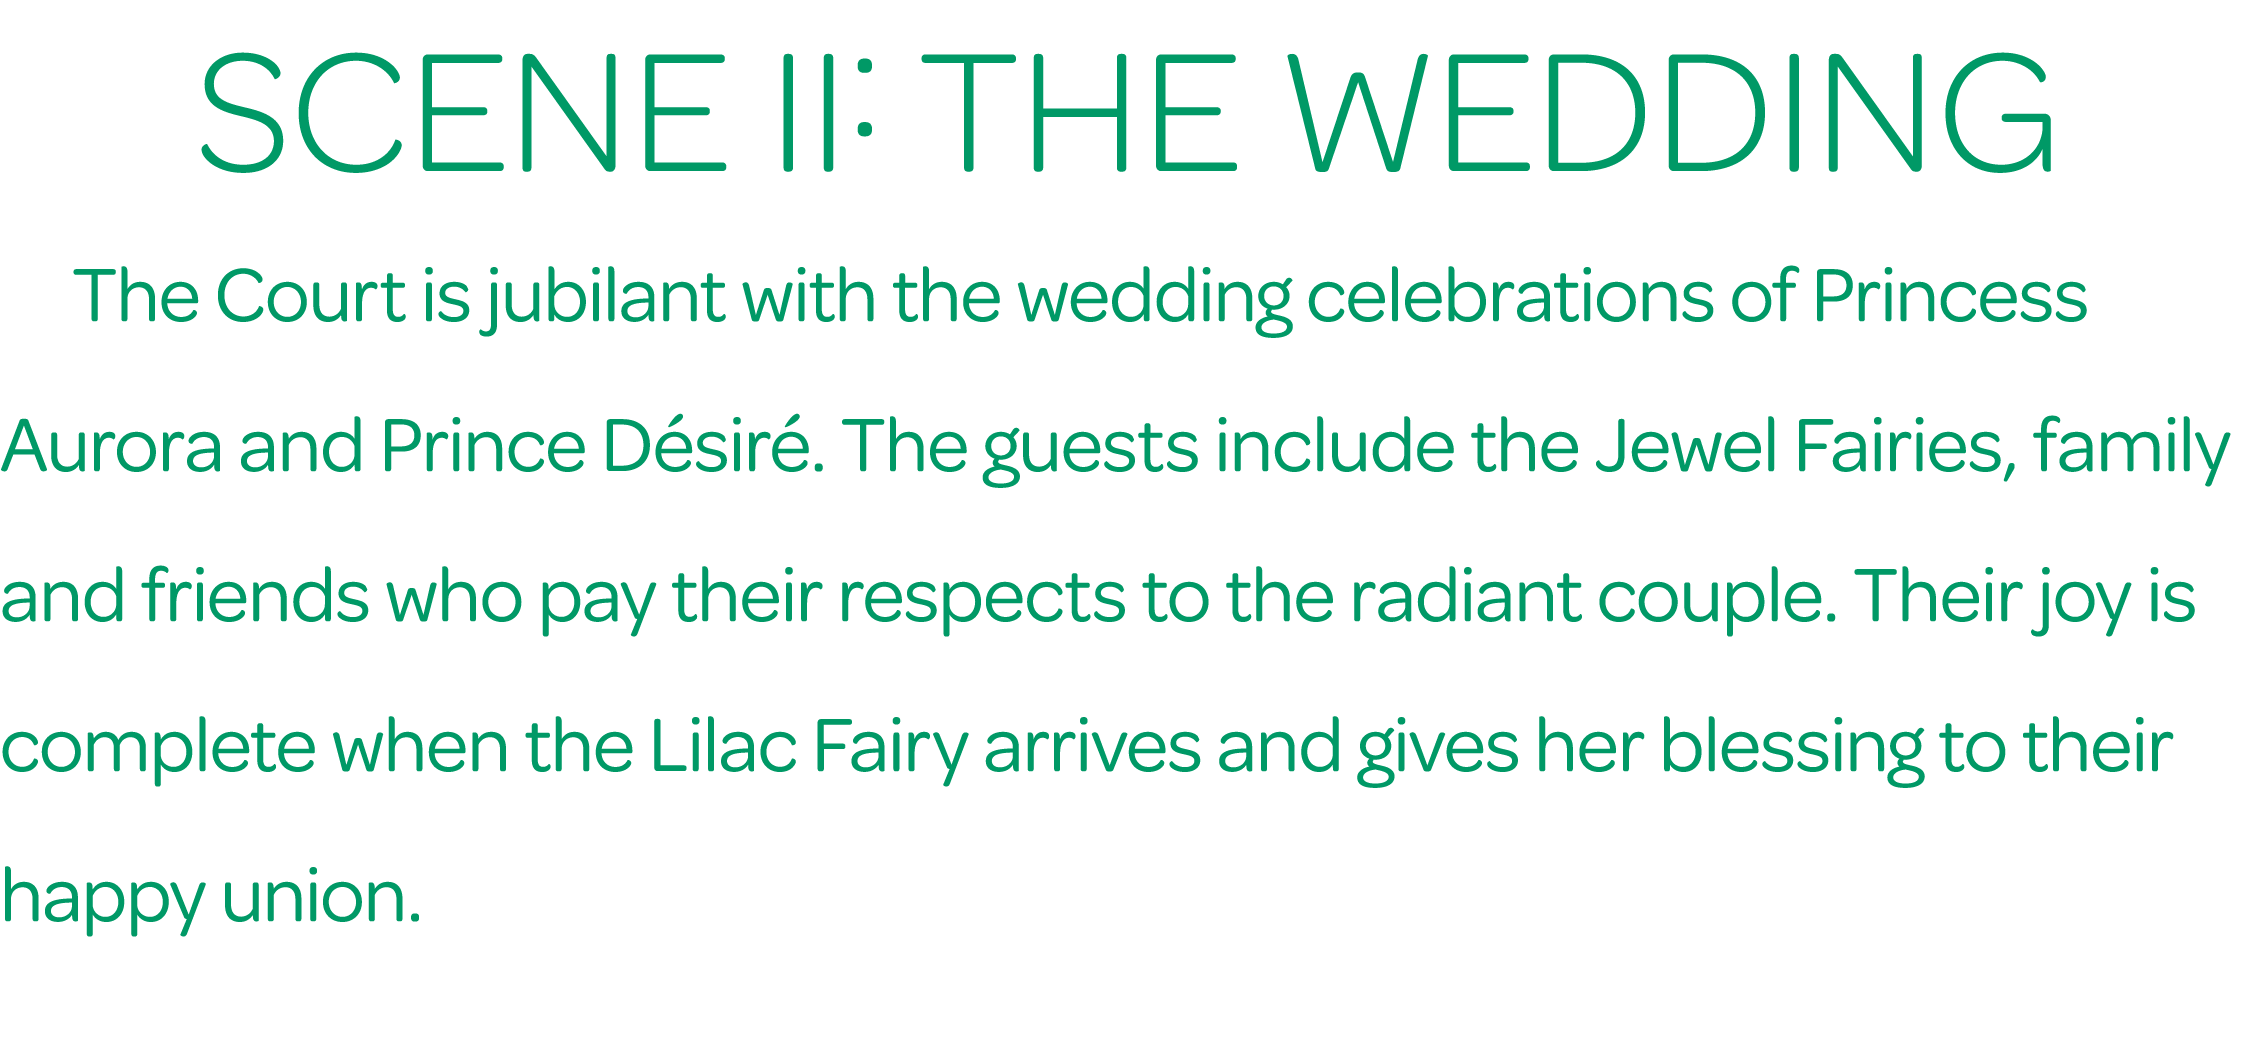 SCENE II: THE WEDDING
The Court is jubilant with the wedding celebrations of Princess
Aurora and Prince Désiré. The guests include the Jewel Fairies, family
and friends who pay their respects to the radiant couple. Their joy is
complete when the Lilac Fairy arrives and gives her blessing to their
happy union.